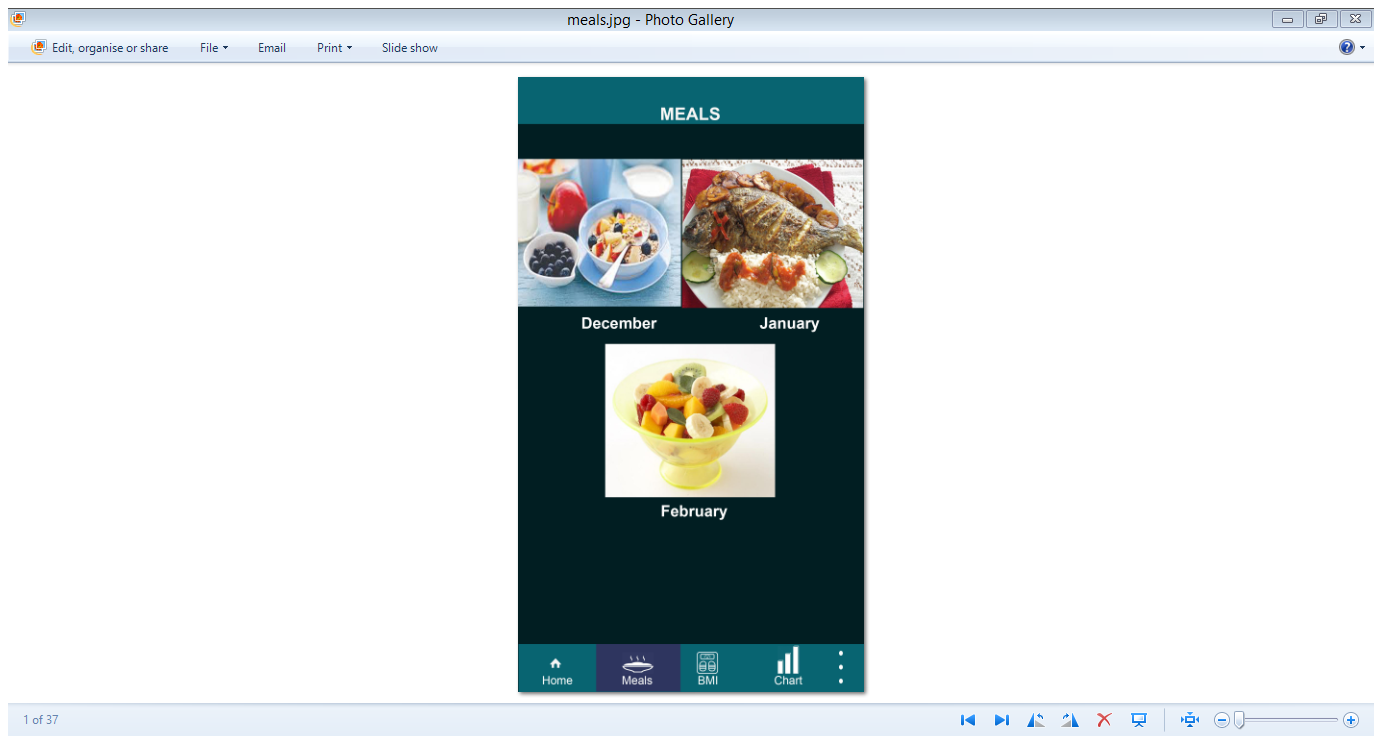 meals.jpg - Photo Gallery
Edit, organise or share File Email Print Slide show
MEALS
December January
February
Home Meals BMI Chart
1 of 37